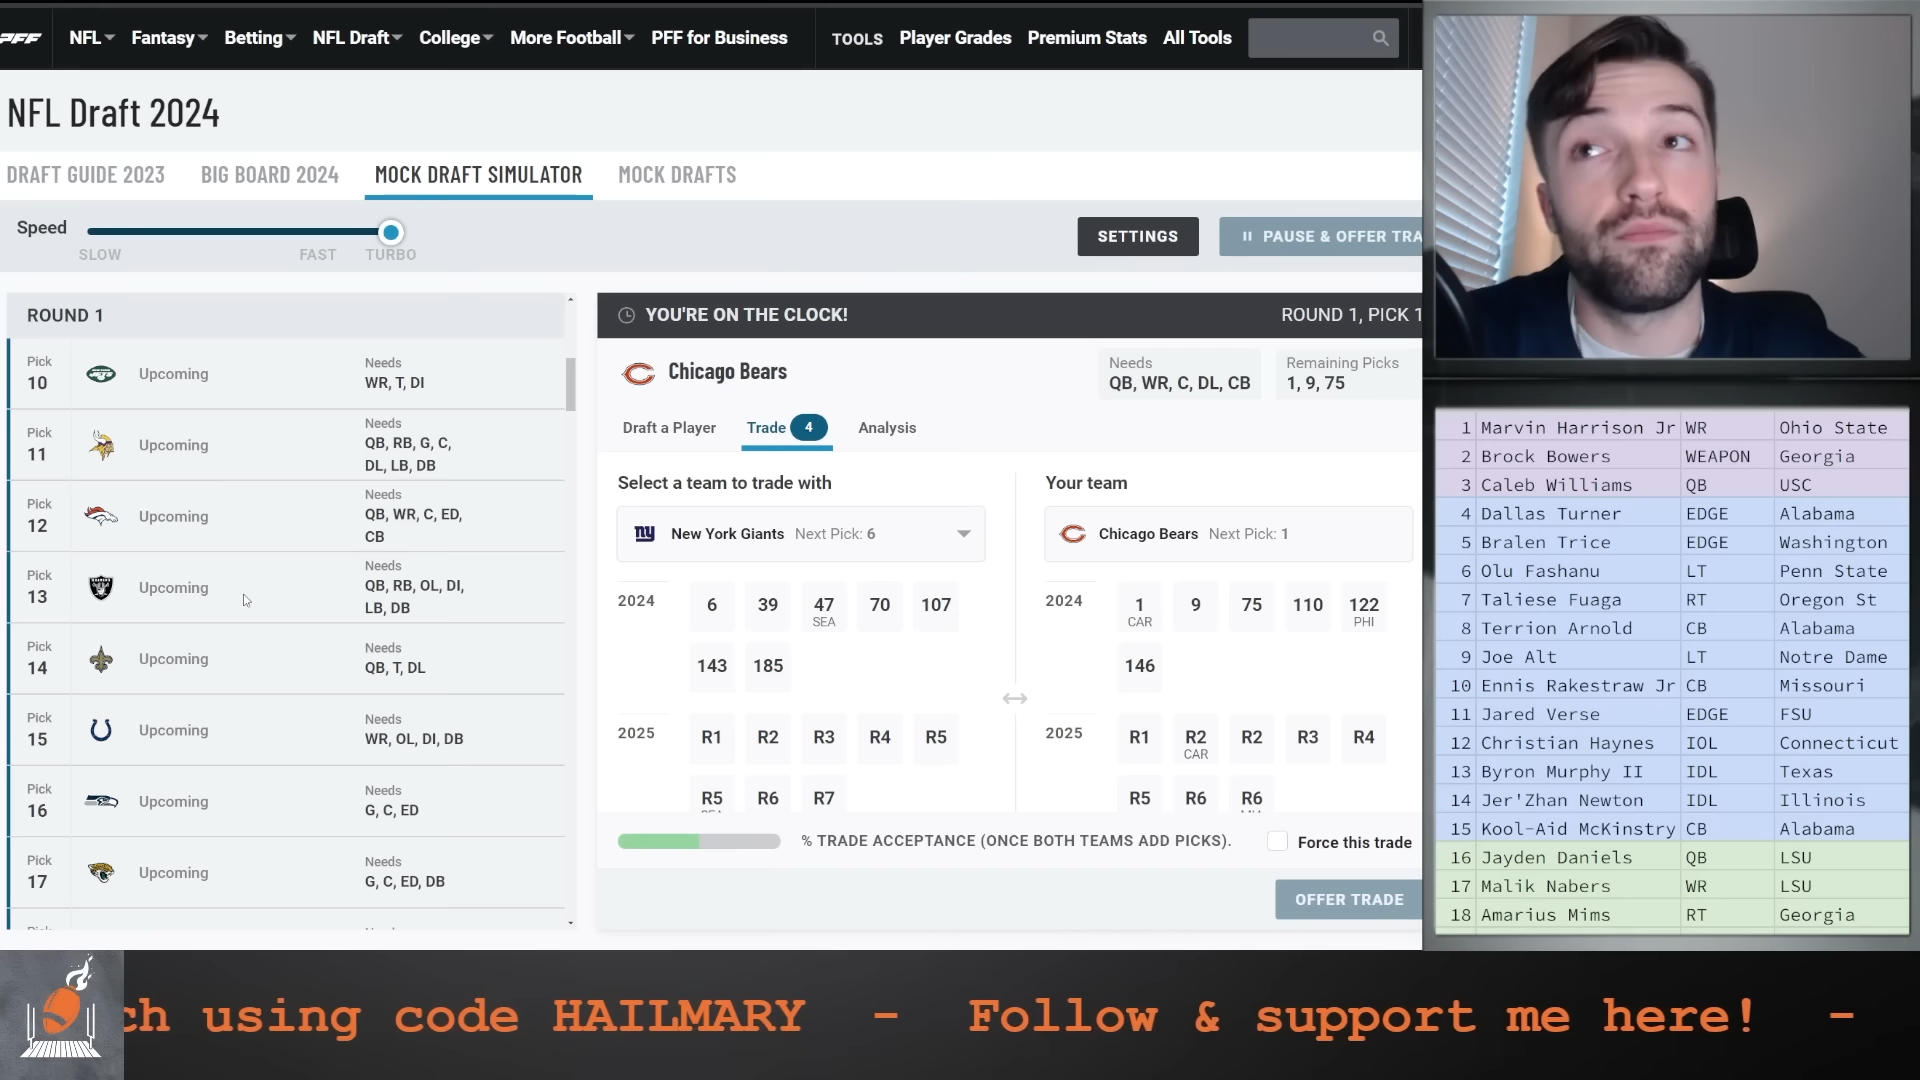 PFF NFL Fantasy Betting NFL Draft College More Football PFF for Business TOOLS Player Grades Premium Stats All Tools
NFL Draft 2024
DRAFT GUIDE 2023 BIG BOARD 2024 MOCK DRAFT SIMULATOR MOCK DRAFTS
Speed
SLOW FAST TURBO
SETTINGS
PAUSE & OFFER TRA
ROUND 1
Pick 10 Upcoming Needs WR, T, DI
Pick 11 Upcoming Needs QB, RB, G, C,
DL, LB, DB
Pick 12 Upcoming Needs QB, WR, C, ED,
CB
Pick 13 Upcoming Needs QB, RB, OL, DI,
LB, DB
Pick 14 Upcoming Needs QB, T, DL
Pick 15 Upcoming Needs WR, OL, DI, DB
Pick 16 Upcoming Needs G, C, ED
Pick 17 Upcoming Needs G, C, ED, DB
YOU'RE ON THE CLOCK! ROUND 1, PICK 1
Chicago Bears
Needs
QB, WR, C, DL, CB
Remaining Picks
1, 9, 75
Draft a Player Trade 4 Analysis
Select a team to trade with
ny New York Giants Next Pick: 6
2024 6 39 47 70 107
SEA
143 185
2025 R1 R2 R3 R4 R5
R5 R6 R7
Your team
Chicago Bears Next Pick: 1
2024 1 9 75 110 122
CAR PHI
146
2025 R1 R2 R2 R3 R4
CAR
R5 R6 R6
% TRADE ACCEPTANCE (ONCE BOTH TEAMS ADD PICKS).
Force this trade
OFFER TRADE
1 Marvin Harrison Jr WR Ohio State
2 Brock Bowers WEAPON Georgia
3 Caleb Williams QB USC
4 Dallas Turner EDGE Alabama
5 Bralen Trice EDGE Washington
6 Olu Fashanu LT Penn State
7 Taliese Fuaga RT Oregon St
8 Terrion Arnold CB Alabama
9 Joe Alt LT Notre Dame
10 Ennis Rakestraw Jr CB Missouri
11 Jared Verse EDGE FSU
12 Christian Haynes IOL Connecticut
13 Byron Murphy II IDL Texas
14 Jer'Zhan Newton IDL Illinois
15 Kool-Aid McKinstry CB Alabama
16 Jayden Daniels QB LSU
17 Malik Nabers WR LSU
18 Amarius Mims RT Georgia
ch using code HAILMARY - Follow & support me here! -